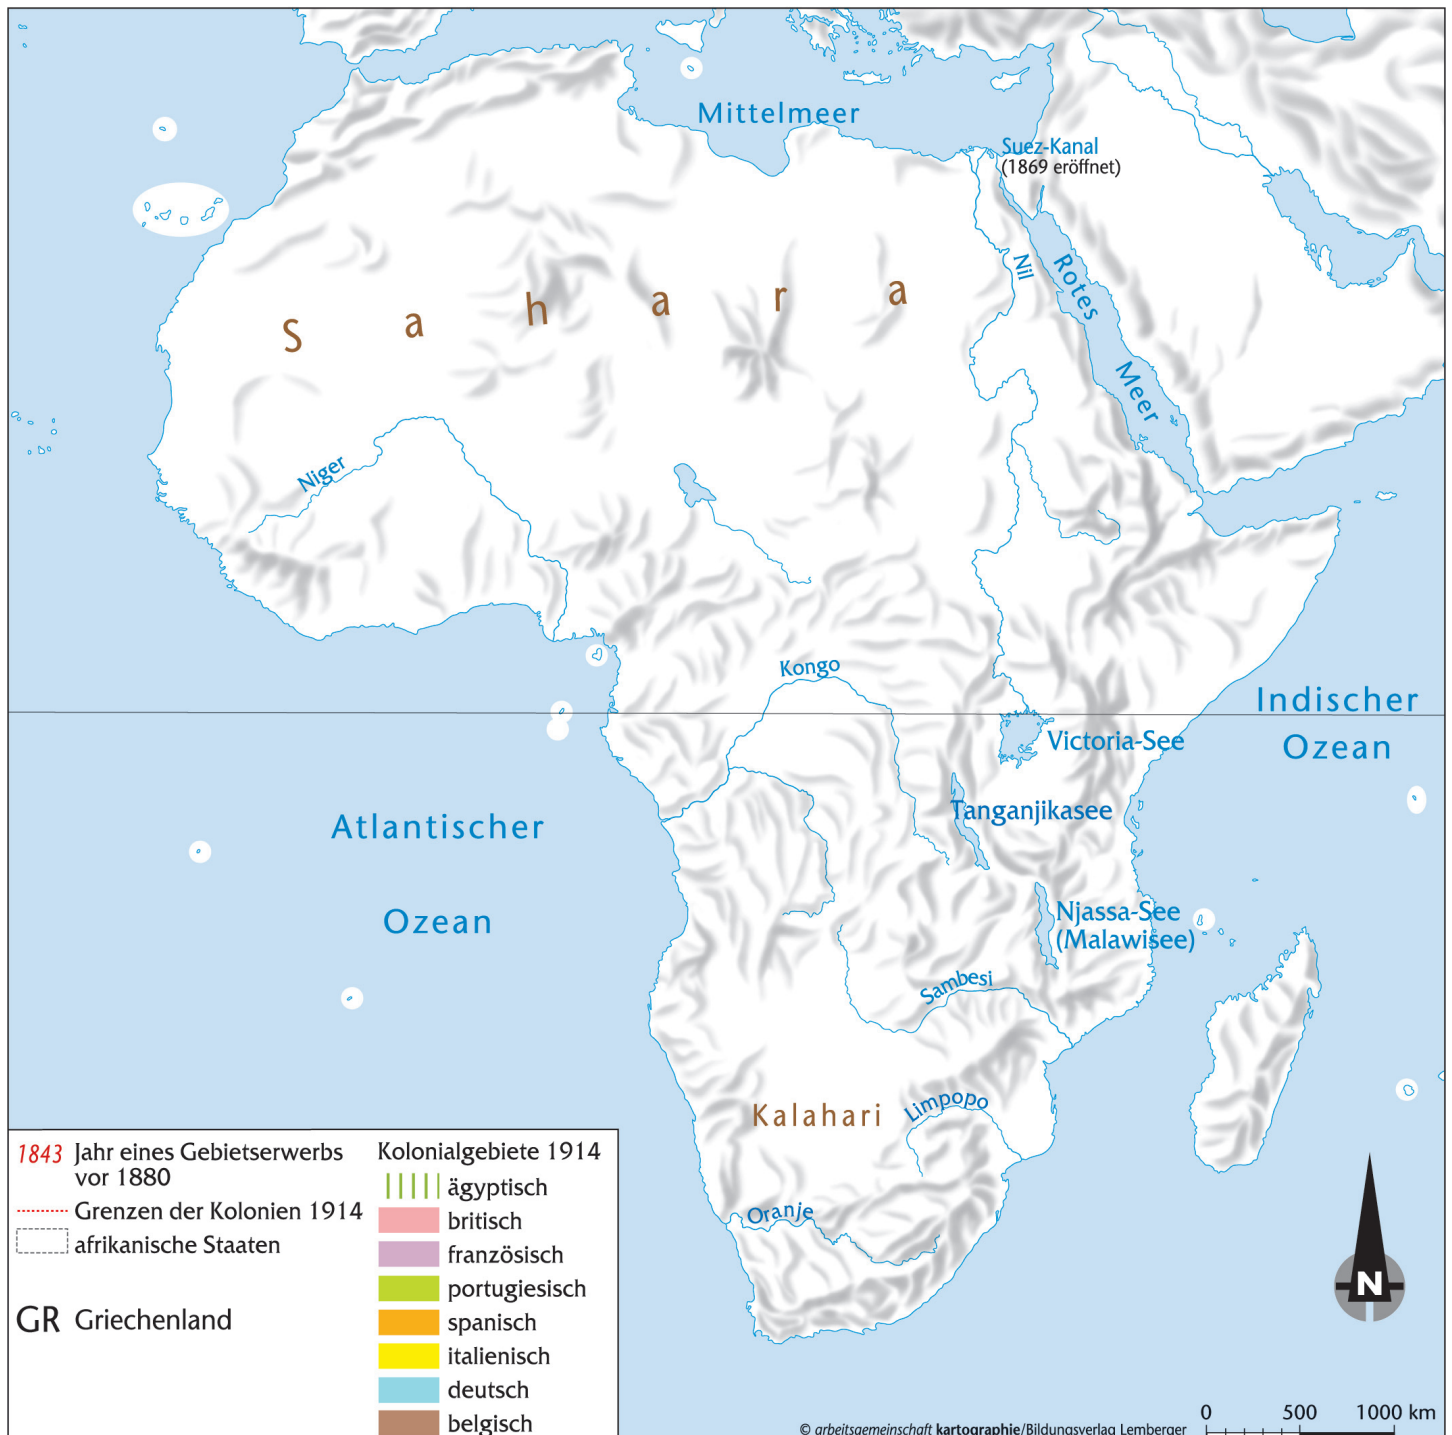 Mittelmeer
Suez-Kanal
(1869 eröffnet)
Nil
Rotes
Meer
Sahara
Niger
Kongo
Indischer
Ozean
Victoria-See
Tanganjikasee
Atlantischer
Ozean
Njassa-See
(Malawisee)
Sambesi
Kalahari
Limpopo
Oranje
1843 Jahr eines Gebietserwerbs
vor 1880
Grenzen der Kolonien 1914
afrikanische Staaten
GR Griechenland
Kolonialgebiete 1914
ägyptisch
britisch
französisch
portugiesisch
spanisch
italienisch
deutsch
belgisch
N
0 500 1000 km
© arbeitsgemeinschaft kartographie/Bildungsverlag Lemberger